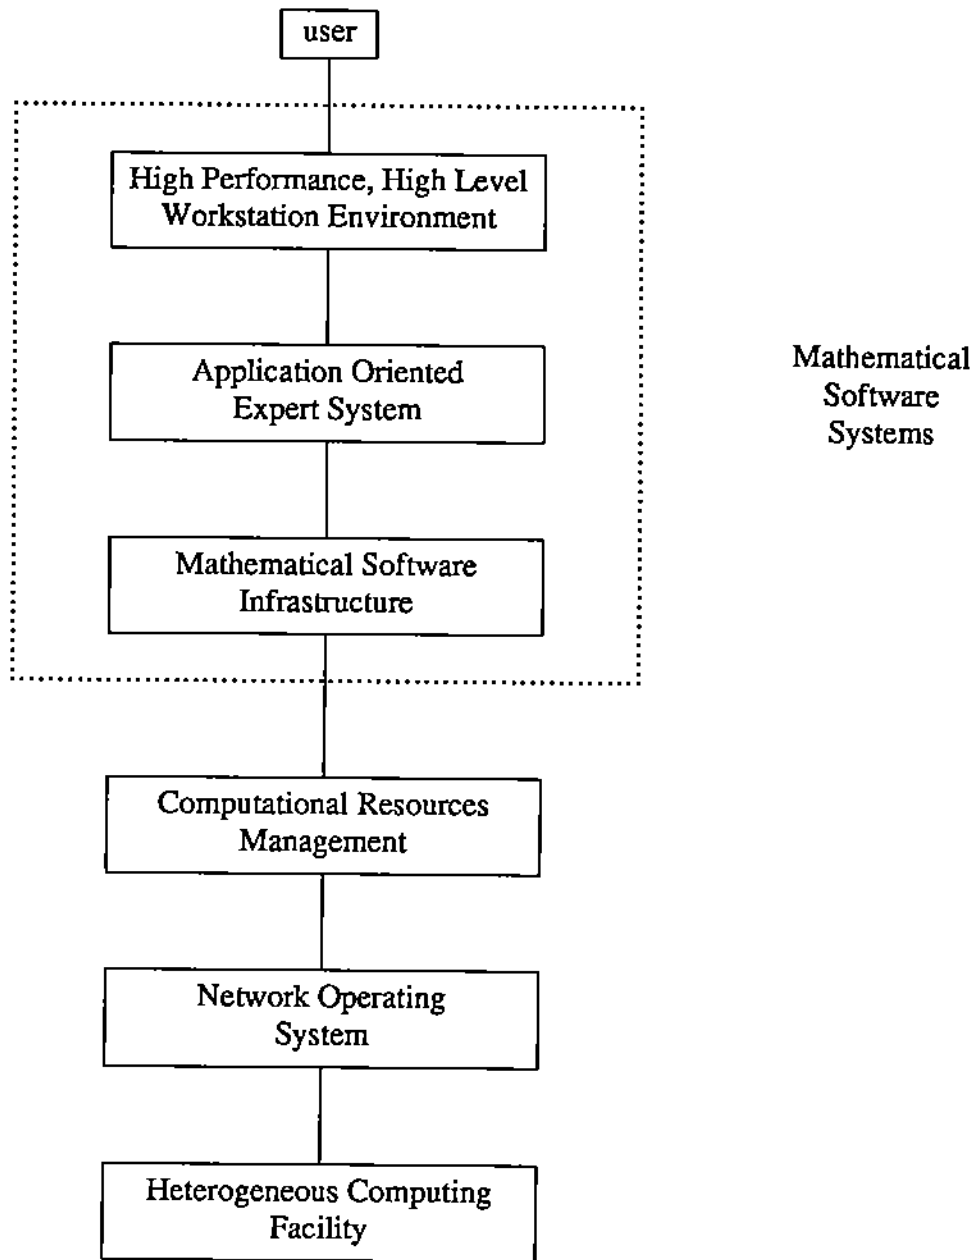 user
High Performance, High Level
Workstation Environment
Application Oriented
Expert System
Mathematical
Software
Systems
Mathematical Software
Infrastructure
Computational Resources
Management
Network Operating
System
Heterogeneous Computing
Facility